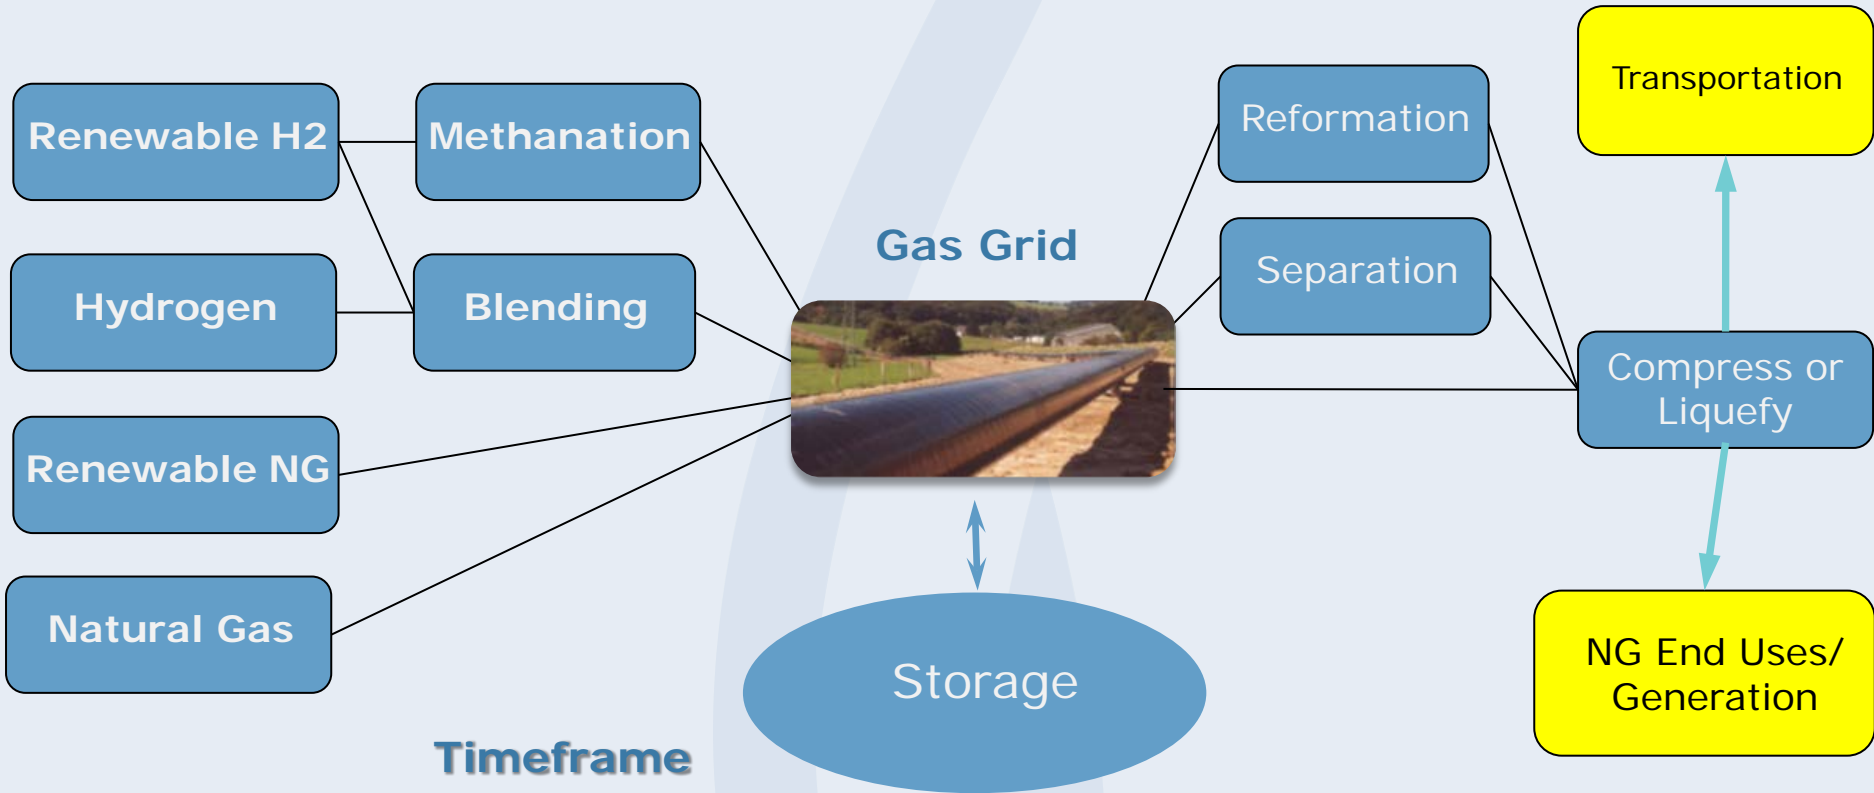 Renewable H2
Methanation
Hydrogen
Blending
Renewable NG
Natural Gas
Gas Grid
Storage
Timeframe
Reformation
Separation
Compress or
Liquefy
Transportation
NG End Uses/
Generation